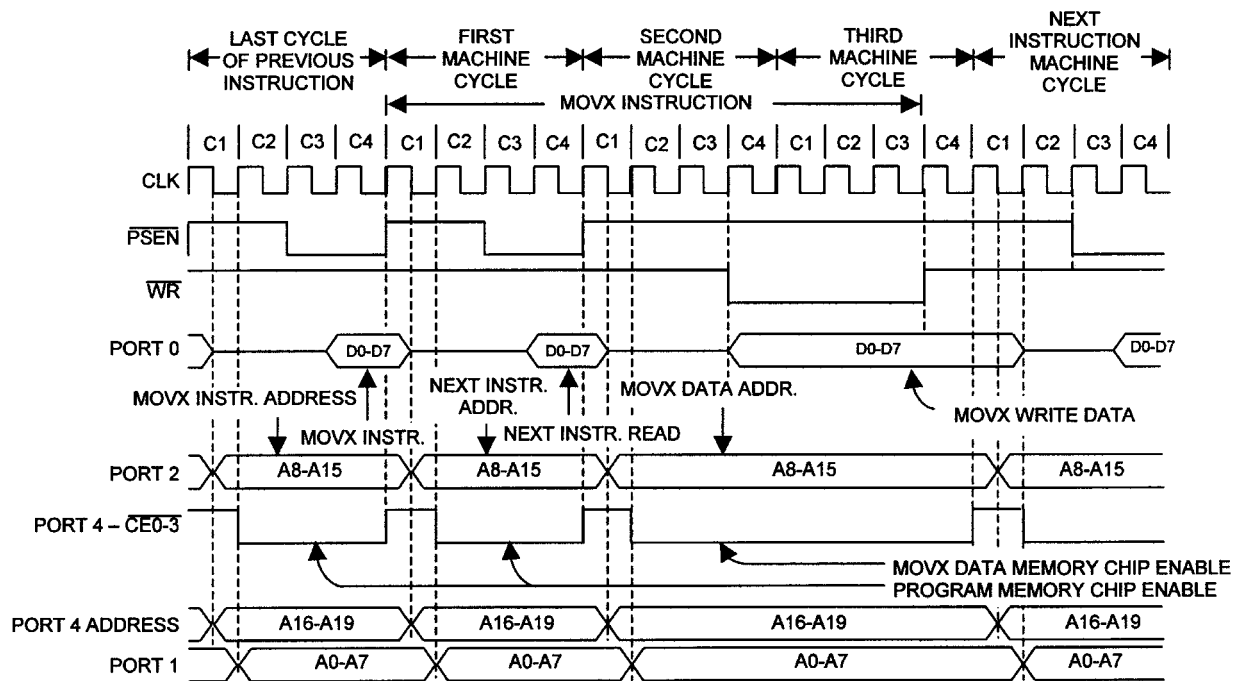 LAST CYCLE
OF PREVIOUS
INSTRUCTION
FIRST
MACHINE
CYCLE
SECOND
MACHINE
CYCLE
THIRD
MACHINE
CYCLE
NEXT
INSTRUCTION
MACHINE
CYCLE
MOVX INSTRUCTION
C1 C2 C3 C4 C1 C2 C3 C4 C1 C2 C3 C4 C1 C2 C3 C4 C1 C2 C3 C4
CLK
PSEN
WR
PORT 0 D0-D7 D0-D7 D0-D7 D0-D7
MOVX INSTR. ADDRESS
MOVX INSTR.
NEXT INSTR.
ADDR.
NEXT INSTR. READ
MOVX DATA ADDR.
MOVX WRITE DATA
PORT 2 A8-A15 A8-A15 A8-A15 A8-A15
PORT 4 – CE0-3
MOVX DATA MEMORY CHIP ENABLE
PROGRAM MEMORY CHIP ENABLE
PORT 4 ADDRESS A16-A19 A16-A19 A16-A19 A16-A19
PORT 1 A0-A7 A0-A7 A0-A7 A0-A7